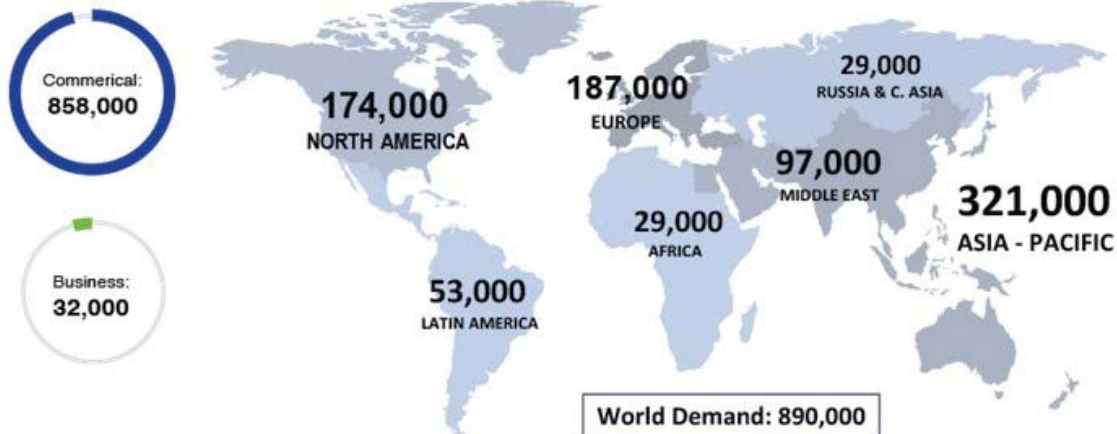 Commerical:
858,000
Business:
32,000
174,000
NORTH AMERICA
187,000
EUROPE
29,000
RUSSIA & C. ASIA
97,000
MIDDLE EAST
321,000
ASIA - PACIFIC
29,000
AFRICA
53,000
LATIN AMERICA
World Demand: 890,000